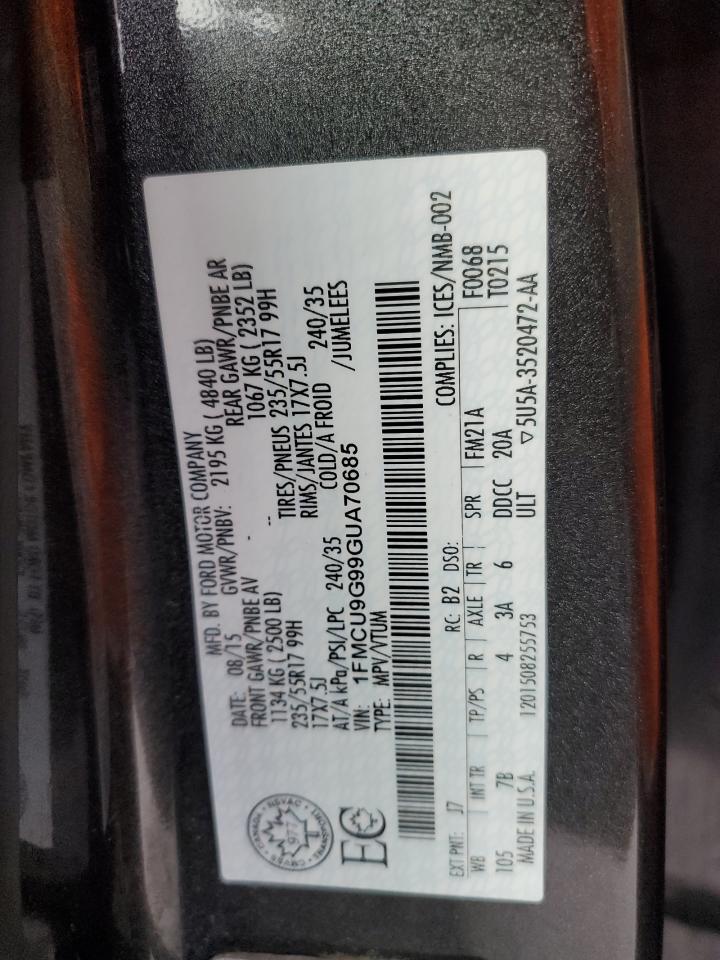 MFD. BY FORD MOTOR COMPANY
DATE: 08/15 GVWR/PNBV: 2195 KG ( 4840 LB)
FRONT GAWR/PNBE AV - REAR GAWR/PNBE AR
1134 KG ( 2500 LB) -- 1067 KG ( 2352 LB)
235/55R17 99H TIRES/PNEUS 235/55R17 99H
17X7.5J RIMS/JANTES 17X7.5J
AT/A kPa/PSI/LPC 240/35 COLD/A FROID 240/35
VIN: 1FMCU9G99GUA70685 /JUMELEES
TYPE: MPV/VTUM
EC
EXT PNT: J7 RC: B2 DSO: COMPLIES: ICES/NMB-002
WB INT TR TP/PS R AXLE TR SPR FM21A F0068
105 7B 4 3A 6 DDCC 20A T0215
MADE IN U.S.A. 1201508255753 ULT ▽5U5A-3520472-AA